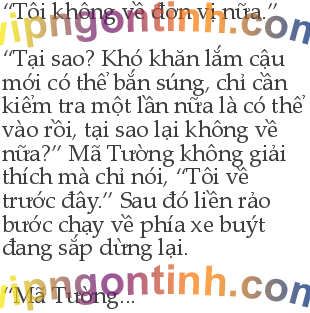 “Tôi không về đơn vị nữa.”
“Tại sao? Khó khăn lắm cậu
mới có thể bắn súng, chỉ cần
kiểm tra một lần nữa là có thể
vào rồi, tại sao lại không về
nữa?” Mã Tường không giải
thích mà chỉ nói, “Tôi về
trước đây.” Sau đó liền rảo
bước chạy về phía xe buýt
đang sắp dừng lại.
“Mã Tường...
vipngontinh.com
vipngontinh.com